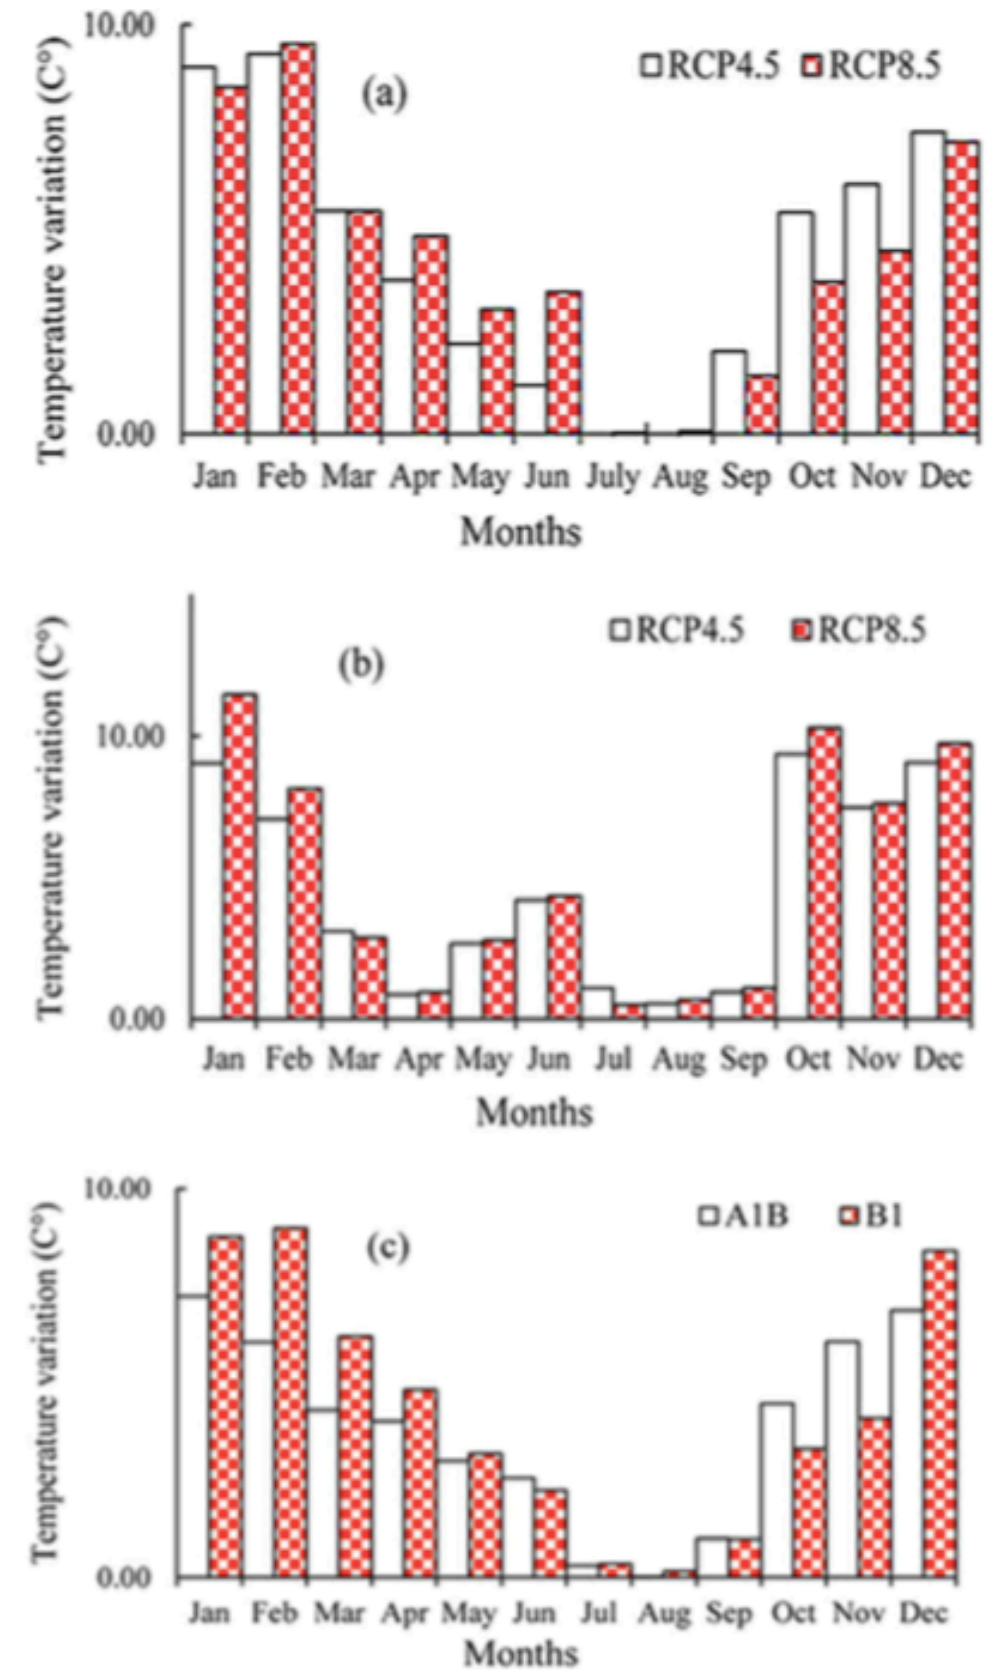 10.00
Temperature variation (C°)
(a)
RCP4.5 RCP8.5
0.00
Jan Feb Mar Apr May Jun July Aug Sep Oct Nov Dec
Months
Temperature variation (C°)
(b)
RCP4.5 RCP8.5
10.00
0.00
Jan Feb Mar Apr May Jun Jul Aug Sep Oct Nov Dec
Months
10.00
Temperature variation (C°)
(c)
A1B B1
0.00
Jan Feb Mar Apr May Jun Jul Aug Sep Oct Nov Dec
Months